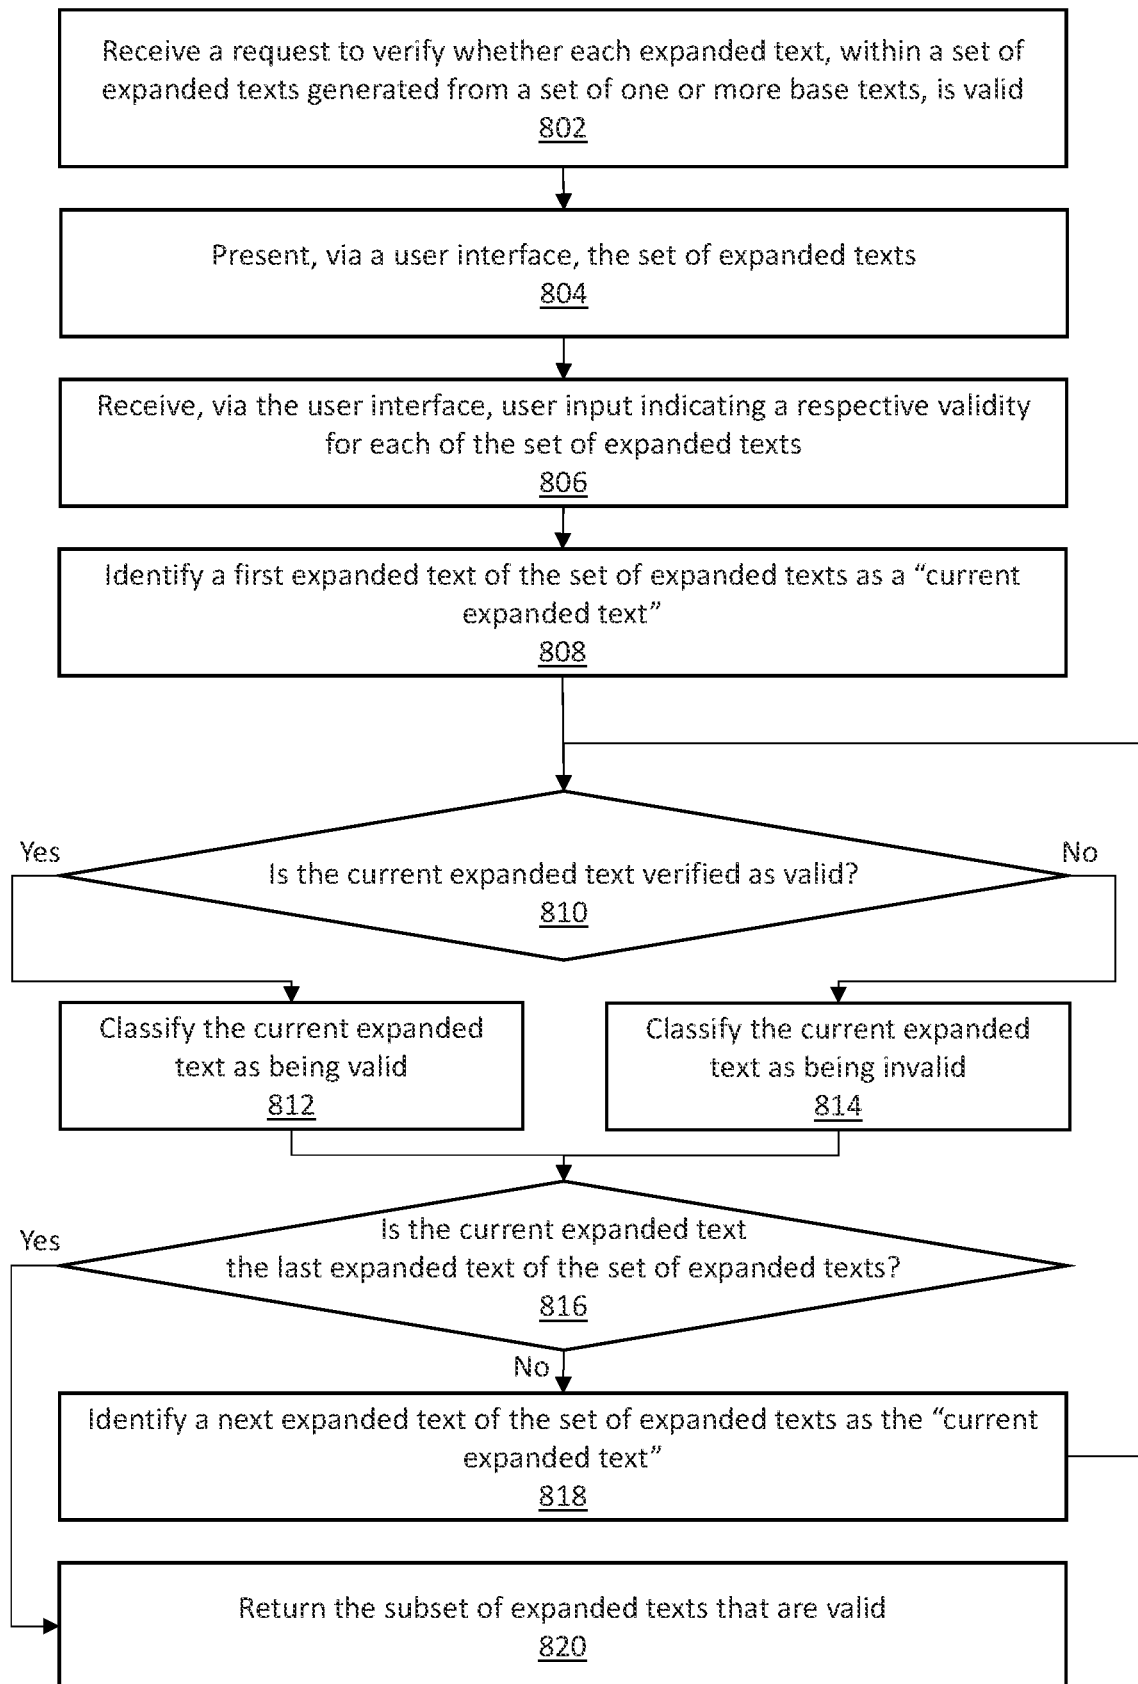 Receive a request to verify whether each expanded text, within a set of
expanded texts generated from a set of one or more base texts, is valid
802
Present, via a user interface, the set of expanded texts
804
Receive, via the user interface, user input indicating a respective validity
for each of the set of expanded texts
806
Identify a first expanded text of the set of expanded texts as a “current
expanded text”
808
Yes
No
Is the current expanded text verified as valid?
810
Classify the current expanded
text as being valid
812
Classify the current expanded
text as being invalid
814
Yes
Is the current expanded text
the last expanded text of the set of expanded texts?
816
No
Identify a next expanded text of the set of expanded texts as the “current
expanded text”
818
Return the subset of expanded texts that are valid
820